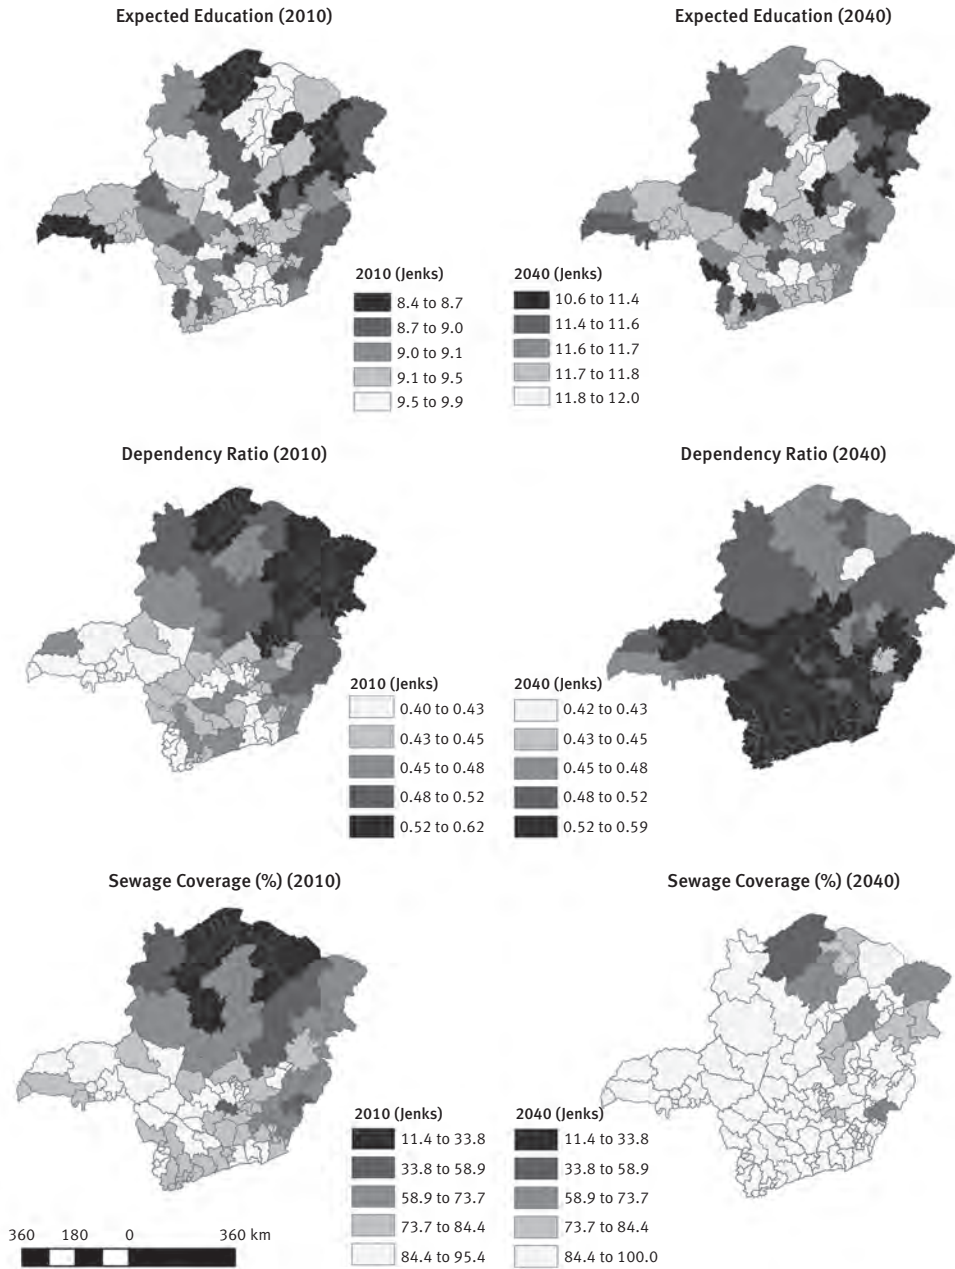 Expected Education (2010)
Expected Education (2040)
2010 (Jenks)
8.4 to 8.7
8.7 to 9.0
9.0 to 9.1
9.1 to 9.5
9.5 to 9.9
2040 (Jenks)
10.6 to 11.4
11.4 to 11.6
11.6 to 11.7
11.7 to 11.8
11.8 to 12.0
Dependency Ratio (2010)
Dependency Ratio (2040)
2010 (Jenks)
0.40 to 0.43
0.43 to 0.45
0.45 to 0.48
0.48 to 0.52
0.52 to 0.62
2040 (Jenks)
0.42 to 0.43
0.43 to 0.45
0.45 to 0.48
0.48 to 0.52
0.52 to 0.59
Sewage Coverage (%) (2010)
Sewage Coverage (%) (2040)
2010 (Jenks)
11.4 to 33.8
33.8 to 58.9
58.9 to 73.7
73.7 to 84.4
84.4 to 95.4
2040 (Jenks)
11.4 to 33.8
33.8 to 58.9
58.9 to 73.7
73.7 to 84.4
84.4 to 100.0
360 180 0 360 km